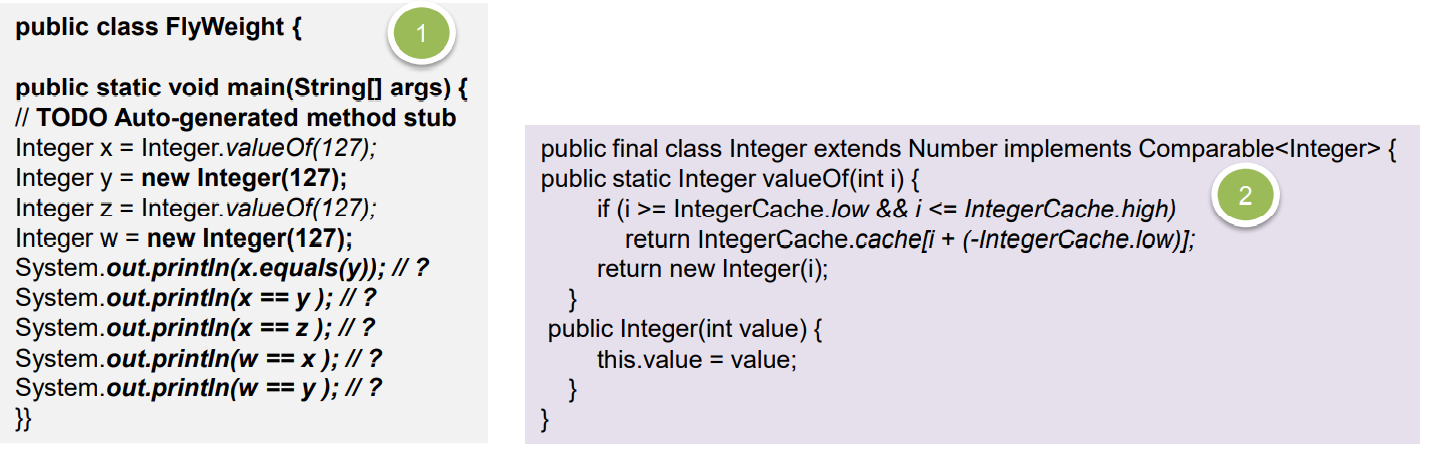 public class FlyWeight {
1
public static void main(String[] args) {
// TODO Auto-generated method stub
Integer x = Integer.valueOf(127);
Integer y = new Integer(127);
Integer z = Integer.valueOf(127);
Integer w = new Integer(127);
System.out.println(x.equals(y)); // ?
System.out.println(x == y ); // ?
System.out.println(x == z ); // ?
System.out.println(w == x ); // ?
System.out.println(w == y ); // ?
}}
public final class Integer extends Number implements Comparable<Integer> {
public static Integer valueOf(int i) {
2
if (i >= IntegerCache.low && i <= IntegerCache.high)
return IntegerCache.cache[i + (-IntegerCache.low)];
return new Integer(i);
}
public Integer(int value) {
this.value = value;
}
}